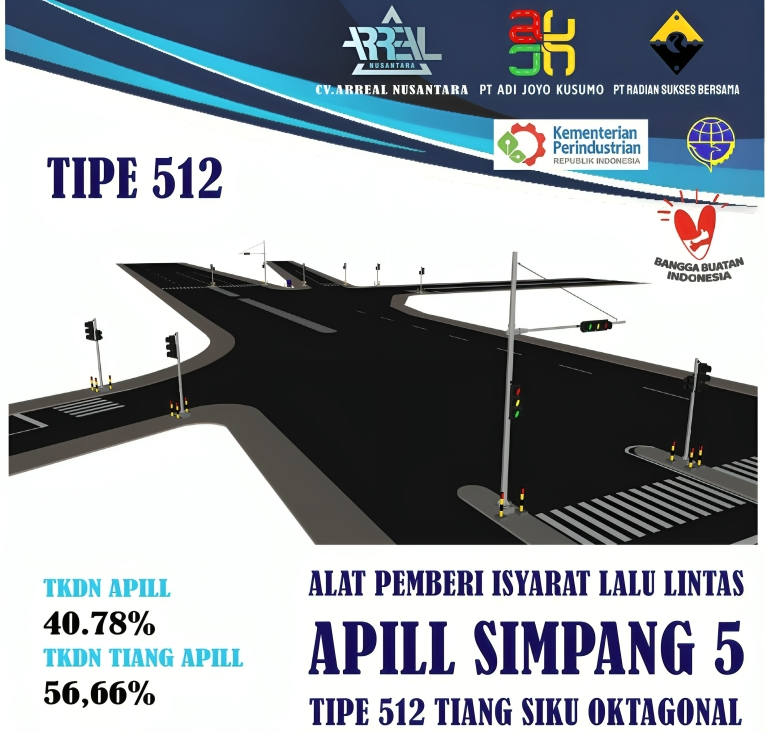 ARREAL
NUSANTARA
CV.ARREAL NUSANTARA
PT ADI JOYO KUSUMO
PT RADIAN SUKSES BERSAMA
Kementerian
Perindustrian
REPUBLIK INDONESIA
TIPE 512
BANGGA BUATAN
INDONESIA
TKDN APILL
40.78%
TKDN TIANG APILL
56,66%
ALAT PEMBERI ISYARAT LALU LINTAS
APILL SIMPANG 5
TIPE 512 TIANG SIKU OKTAGONAL